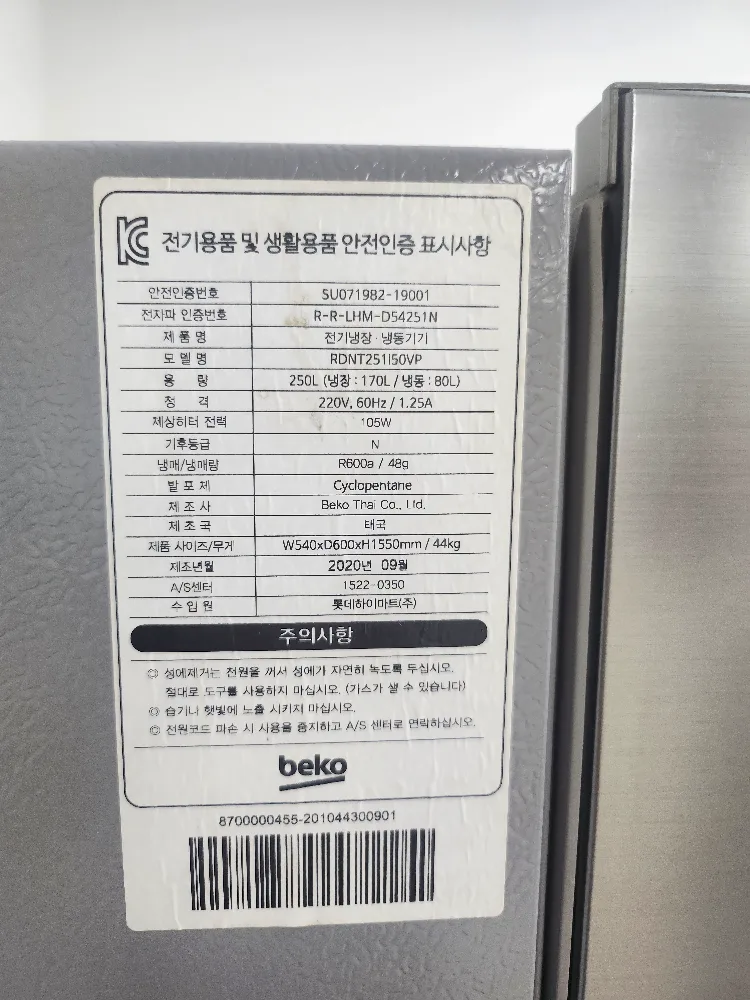 KC 전기용품 및 생활용품 안전인증 표시사항
안전인증번호 SU071982-19001
전자파 인증번호 R-R-LHM-D54251N
제 품 명 전기냉장·냉동기기
모 델 명 RDNT251I50VP
용 량 250L (냉장 : 170L / 냉동 : 80L)
정 격 220V, 60Hz / 1.25A
제상히터 전력 105W
기후등급 N
냉매/냉매량 R600a / 48g
발 포 제 Cyclopentane
제 조 사 Beko Thai Co., Ltd.
제 조 국 태국
제품 사이즈/무게 W540xD600xH1550mm / 44kg
제조년월 2020년 09월
A/S센터 1522-0350
수 입 원 롯데하이마트(주)
주의사항
◎ 성에제거는 전원을 꺼서 성에가 자연히 녹도록 두십시오.
절대로 도구를 사용하지 마십시오. (가스가 샐 수 있습니다)
◎ 습기나 햇빛에 노출 시키지 마십시오.
◎ 전원코드 파손 시 사용을 중지하고 A/S 센터로 연락하십시오.
beko
8700000455-201044300901